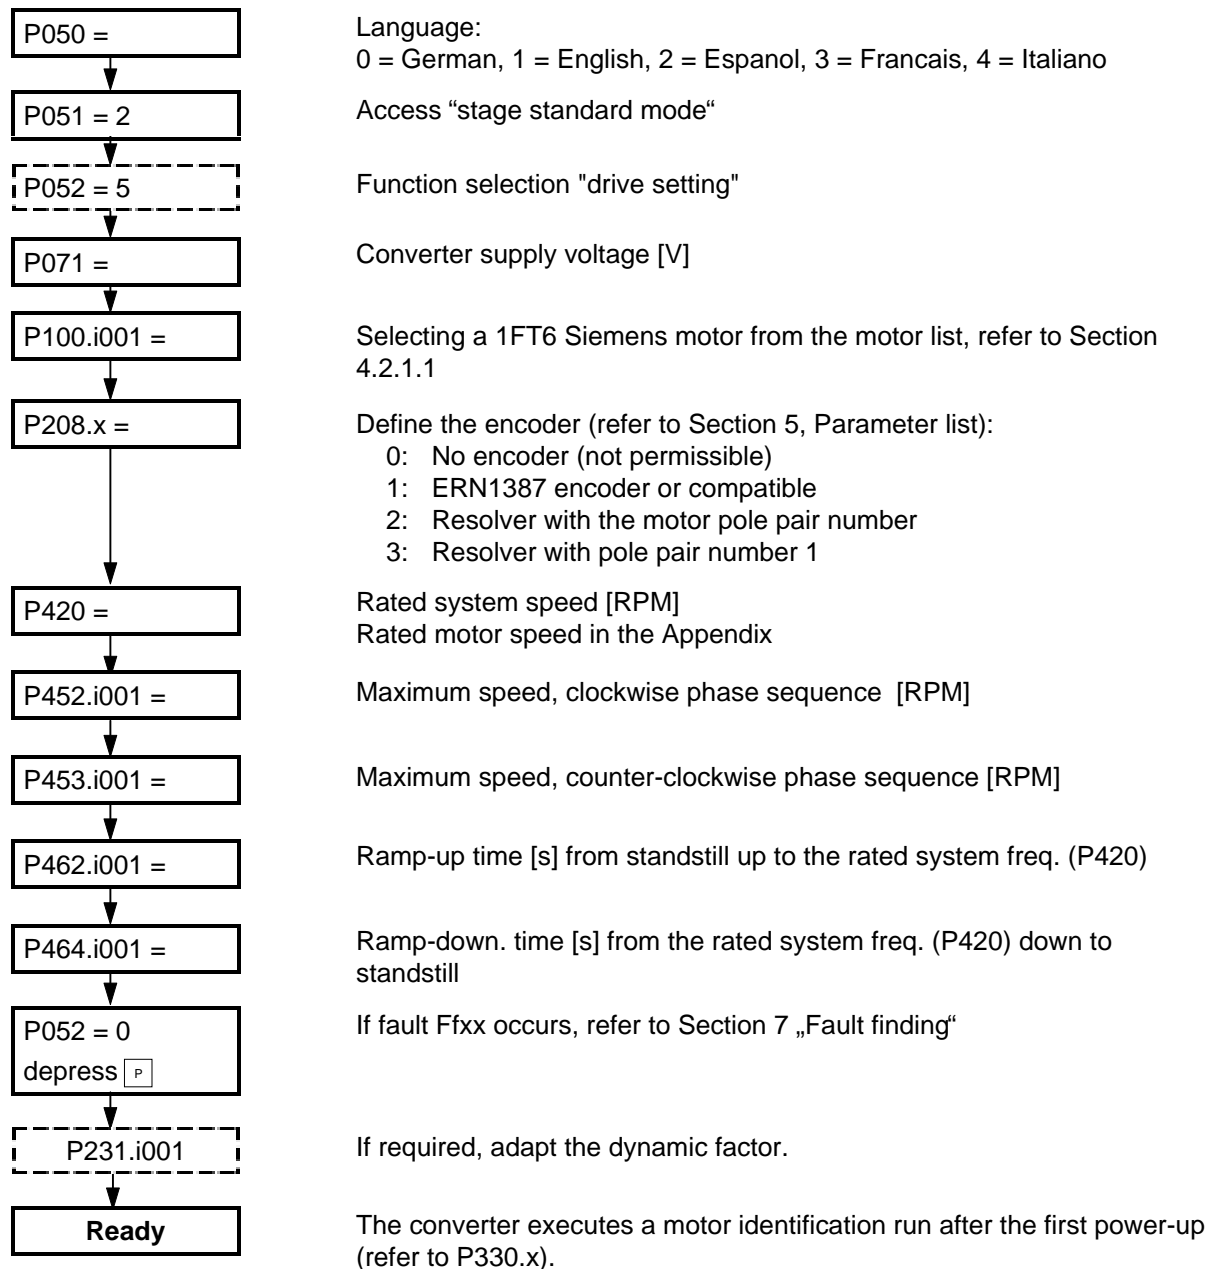 P050 =
Language:
0 = German, 1 = English, 2 = Espanol, 3 = Francais, 4 = Italiano
P051 = 2
Access “stage standard mode“
P052 = 5
Function selection "drive setting"
P071 =
Converter supply voltage [V]
P100.i001 =
Selecting a 1FT6 Siemens motor from the motor list, refer to Section
4.2.1.1
P208.x =
Define the encoder (refer to Section 5, Parameter list):
0: No encoder (not permissible)
1: ERN1387 encoder or compatible
2: Resolver with the motor pole pair number
3: Resolver with pole pair number 1
P420 =
Rated system speed [RPM]
Rated motor speed in the Appendix
P452.i001 =
Maximum speed, clockwise phase sequence [RPM]
P453.i001 =
Maximum speed, counter-clockwise phase sequence [RPM]
P462.i001 =
Ramp-up time [s] from standstill up to the rated system freq. (P420)
P464.i001 =
Ramp-down. time [s] from the rated system freq. (P420) down to
standstill
P052 = 0
depress P
If fault Ffxx occurs, refer to Section 7 „Fault finding“
P231.i001
If required, adapt the dynamic factor.
Ready
The converter executes a motor identification run after the first power-up
(refer to P330.x).